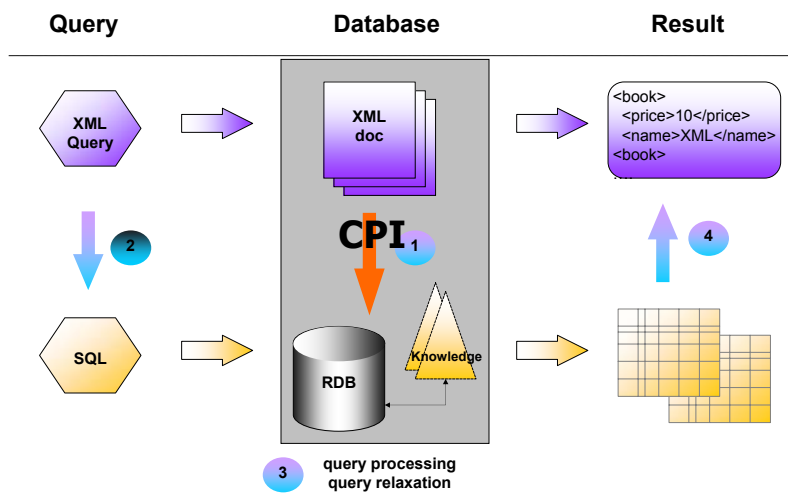 Query
Database
Result
XML
Query
XML
doc
<book>
<price>10</price>
<name>XML</name>
<book>
....
2
CPI
1
4
SQL
RDB
Knowledge
3
query processing
query relaxation